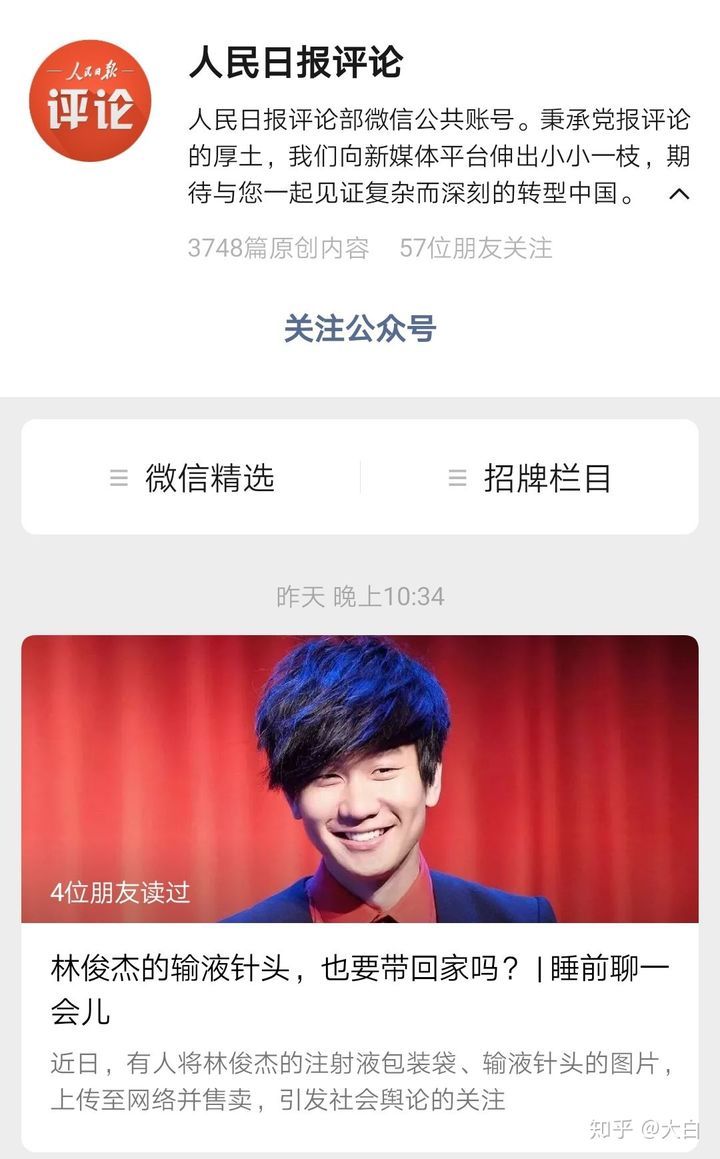 人民日报
评论
人民日报评论
人民日报评论部微信公共账号。秉承党报评论
的厚土，我们向新媒体平台伸出小小一枝，期
待与您一起见证复杂而深刻的转型中国。
3748篇原创内容 57位朋友关注
关注公众号
微信精选 招牌栏目
昨天 晚上10:34
4位朋友读过
林俊杰的输液针头，也要带回家吗？ | 睡前聊一
会儿
近日，有人将林俊杰的注射液包装袋、输液针头的图片，
上传至网络并售卖，引发社会舆论的关注
知乎 @大白